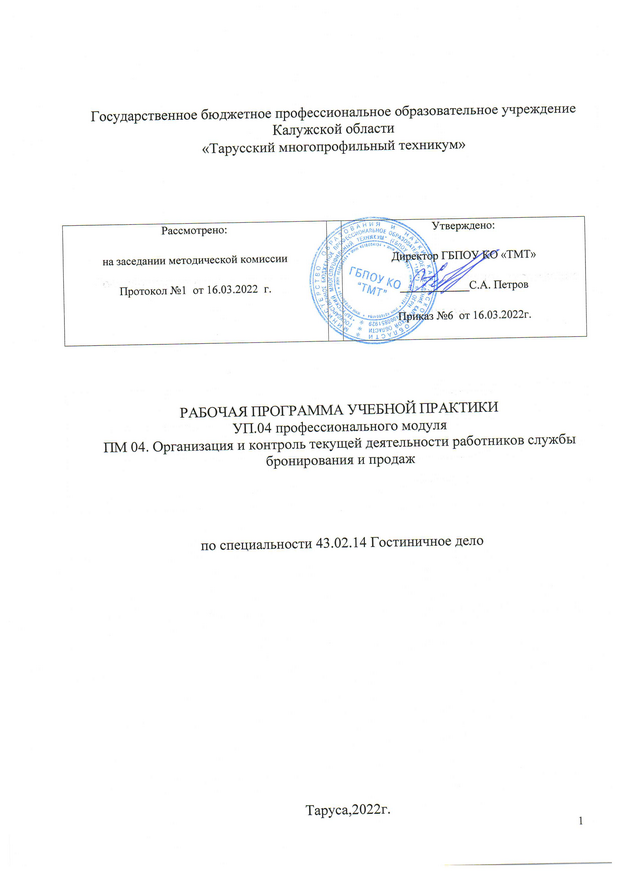 Государственное бюджетное профессиональное образовательное учреждение
Калужской области
«Тарусский многопрофильный техникум»
Рассмотрено:
на заседании методической комиссии
Протокол №1 от 16.03.2022 г.
Утверждено:
Директор ГБПОУ КО «ТМТ»
____________С.А. Петров
Приказ №6 от 16.03.2022г.
ГБПОУ КО
"ТМТ"
РАБОЧАЯ ПРОГРАММА УЧЕБНОЙ ПРАКТИКИ
УП.04 профессионального модуля
ПМ 04. Организация и контроль текущей деятельности работников службы
бронирования и продаж
по специальности 43.02.14 Гостиничное дело
Таруса,2022г.
1